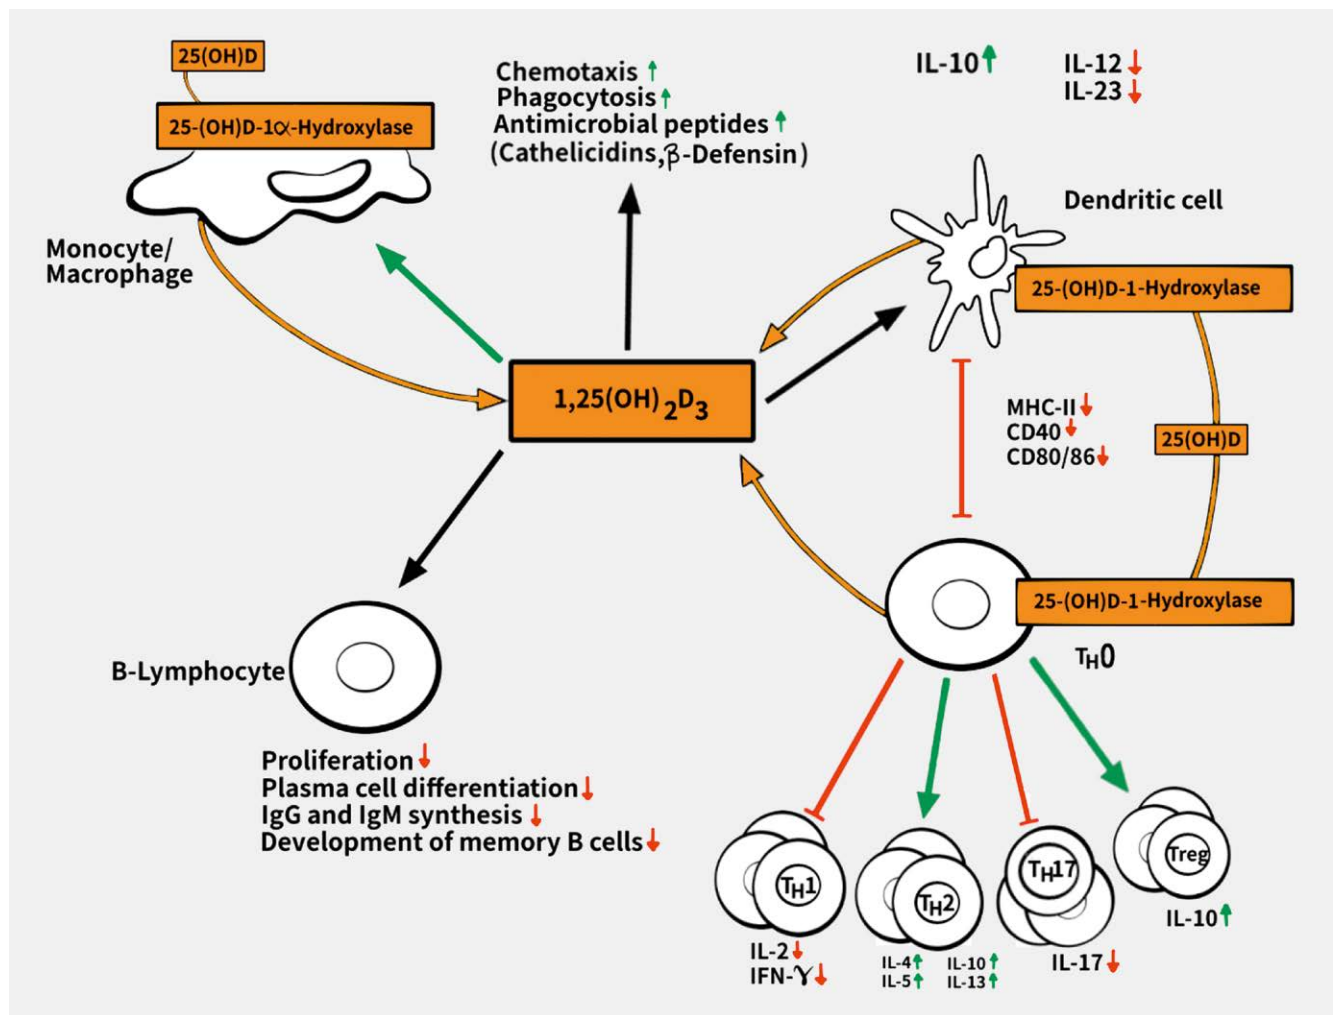 25(OH)D
25-(OH)D-1α-Hydroxylase
Monocyte/
Macrophage
Chemotaxis ↑
Phagocytosis ↑
Antimicrobial peptides ↑
(Cathelicidins,β-Defensin)
IL-10 ↑
IL-12 ↓
IL-23 ↓
Dendritic cell
25-(OH)D-1-Hydroxylase
1,25(OH)₂D₃
MHC-II ↓
CD40 ↓
CD80/86 ↓
25(OH)D
25-(OH)D-1-Hydroxylase
TH0
B-Lymphocyte
Proliferation ↓
Plasma cell differentiation ↓
IgG and IgM synthesis ↓
Development of memory B cells ↓
TH1
IL-2 ↓
IFN-γ ↓
TH2
IL-4 ↑ IL-10 ↑
IL-5 ↑ IL-13 ↑
TH17
IL-17 ↓
Treg
IL-10 ↑